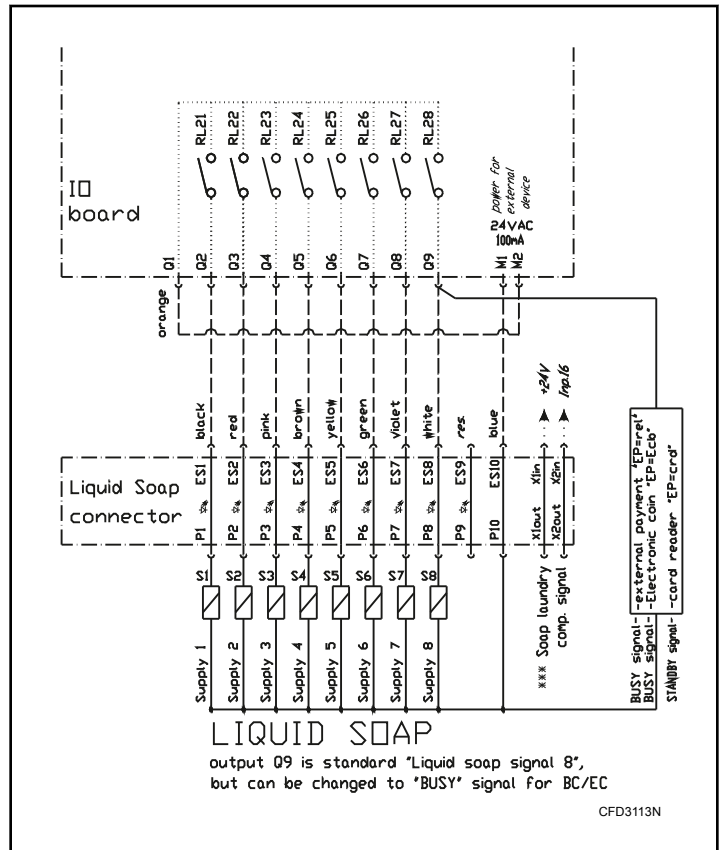 RL21
RL22
RL23
RL24
RL25
RL26
RL27
RL28
IO
board
power for
external
device
24VAC
100mA
Q1
Q2
Q3
Q4
Q5
Q6
Q7
Q8
Q9
M1
M2
orange
black
red
pink
brown
yellow
green
violet
white
res.
blue
+24V
Inp.16
Liquid Soap
connector
ES1
ES2
ES3
ES4
ES5
ES6
ES7
ES8
ES9
ES10
X1in
X2in
P1
P2
P3
P4
P5
P6
P7
P8
P9
P10
X1out
X2out
S1
S2
S3
S4
S5
S6
S7
S8
Supply 1
Supply 2
Supply 3
Supply 4
Supply 5
Supply 6
Supply 7
Supply 8
*** Soap laundry
comp. signal
BUSY signal- -external payment "EP=rel"
BUSY signal- -Electronic coin "EP=Ecb"
STANDBY signal- -card reader "EP=crd"
LIQUID SOAP
output Q9 is standard "Liquid soap signal 8",
but can be changed to "BUSY" signal for BC/EC
CFD3113N